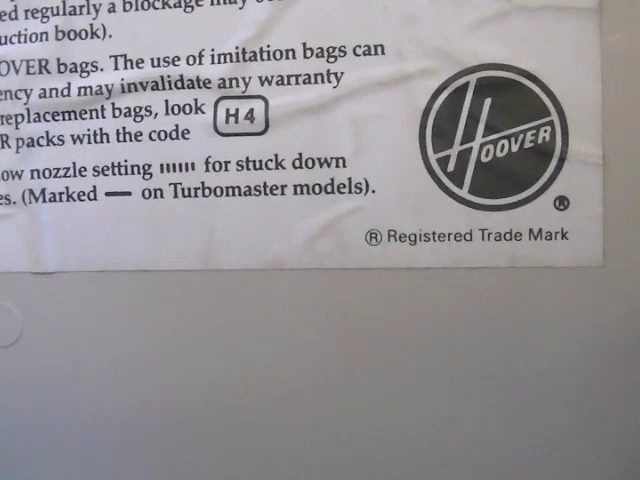 ed regularly a blockage may
uction book).
OVER bags. The use of imitation bags can
ency and may invalidate any warranty
replacement bags, look H4
R packs with the code
ow nozzle setting ıııııı for stuck down
es. (Marked — on Turbomaster models).
HOOVER
®
® Registered Trade Mark